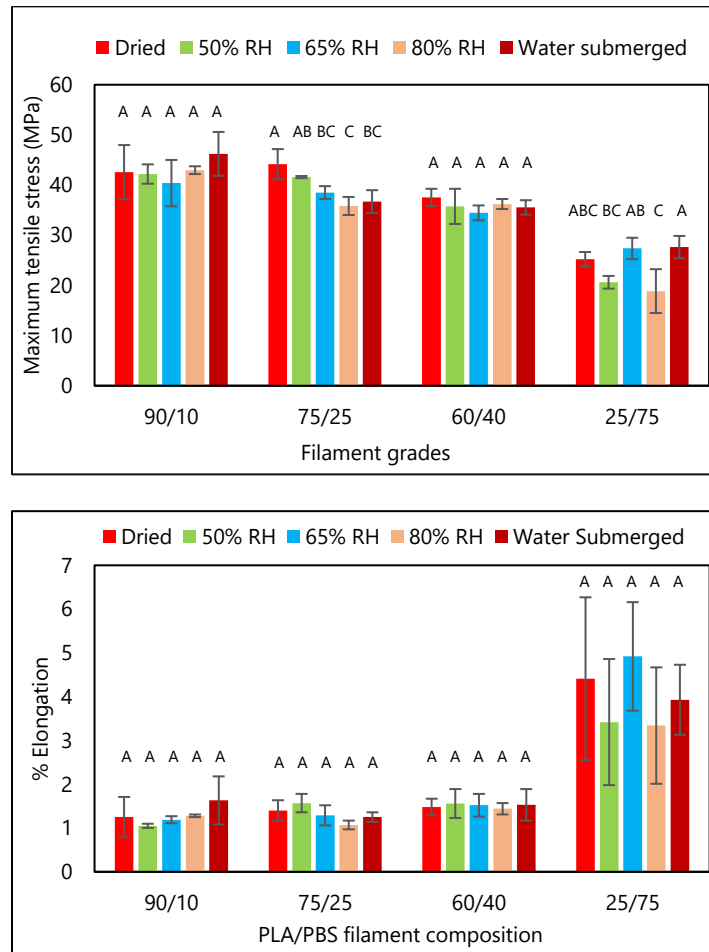 Dried 50% RH 65% RH 80% RH Water submerged
Maximum tensile stress (MPa)
60
50
40
30
20
10
0
A A A A A
A AB BC C BC
A A A A A
ABC BC AB C A
90/10 75/25 60/40 25/75
Filament grades
Dried 50% RH 65% RH 80% RH Water Submerged
% Elongation
7
6
5
4
3
2
1
0
A A A A A
A A A A A
A A A A A
A A A A A
90/10 75/25 60/40 25/75
PLA/PBS filament composition